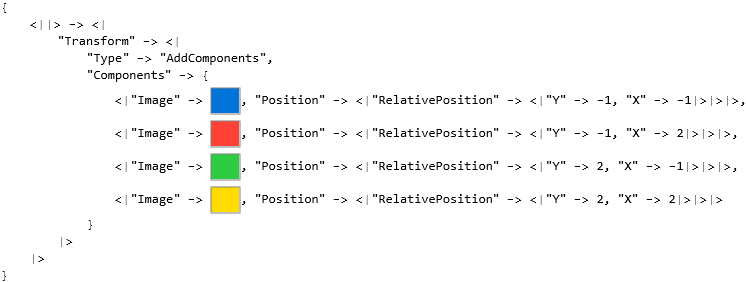 {
<||> -> <|
"Transform" -> <|
"Type" -> "AddComponents",
"Components" -> {
<|"Image" -> , "Position" -> <|"RelativePosition" -> <|"Y" -> -1, "X" -> -1|>|>|>,
<|"Image" -> , "Position" -> <|"RelativePosition" -> <|"Y" -> -1, "X" -> 2|>|>|>,
<|"Image" -> , "Position" -> <|"RelativePosition" -> <|"Y" -> 2, "X" -> -1|>|>|>,
<|"Image" -> , "Position" -> <|"RelativePosition" -> <|"Y" -> 2, "X" -> 2|>|>|>
}
|>
|>
}